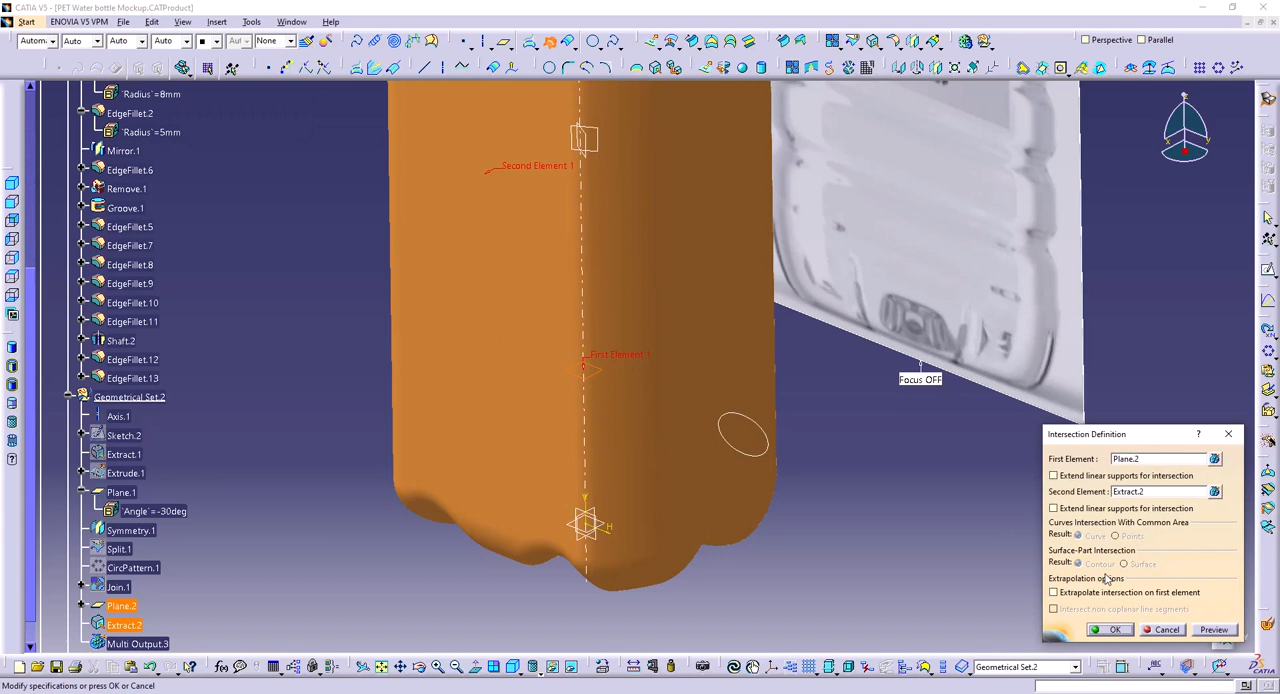 CATIA V5 - [PET Water bottle Mockup.CATProduct]
Start ENOVIA V5 VPM File Edit View Insert Tools Window Help
Autom Auto Auto Auto Aut None Perspective Parallel
`Radius`=8mm
EdgeFillet.2
`Radius`=5mm
Mirror.1
EdgeFillet.6
Remove.1
Groove.1
EdgeFillet.5
EdgeFillet.7
EdgeFillet.8
EdgeFillet.9
EdgeFillet.10
EdgeFillet.11
Shaft.2
EdgeFillet.12
EdgeFillet.13
Geometrical Set.2
Axis.1
Sketch.2
Extract.1
Extrude.1
Plane.1
`Angle`=-30deg
Symmetry.1
Split.1
CircPattern.1
Join.1
Plane.2
Extract.2
Multi Output.3
Second Element 1
First Element 1
H
Focus OFF
z
x
y
Intersection Definition ?
First Element : Plane.2
Extend linear supports for intersection
Second Element : Extract.2
Extend linear supports for intersection
Curves Intersection With Common Area
Result: Curve Points
Surface-Part Intersection
Result: Contour Surface
Extrapolation options
Extrapolate intersection on first element
Intersect non coplanar line segments
OK Cancel Preview
Geometrical Set.2
Modify specifications or press OK or Cancel